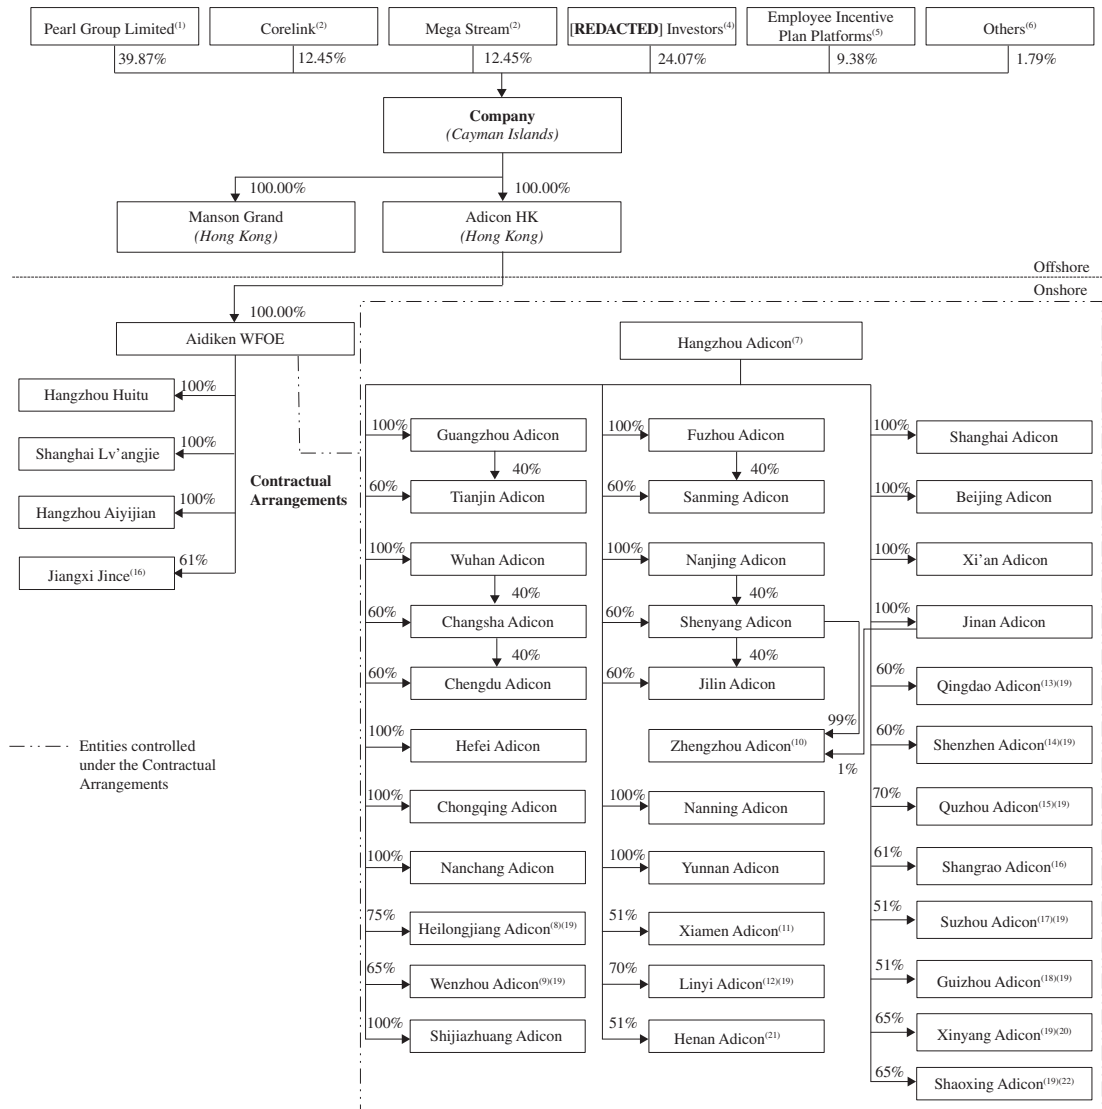 Pearl Group Limited(1)
Corelink(2)
Mega Stream(2)
[REDACTED] Investors(4)
Employee Incentive
Plan Platforms(5)
Others(6)
39.87%
12.45%
12.45%
24.07%
9.38%
1.79%
Company
(Cayman Islands)
100.00%
100.00%
Manson Grand
(Hong Kong)
Adicon HK
(Hong Kong)
Offshore
Onshore
100.00%
Aidiken WFOE
Hangzhou Adicon(7)
100%
Hangzhou Huitu
100%
Shanghai Lv'angjie
100%
Hangzhou Aiyijian
61%
Jiangxi Jince(16)
Contractual
Arrangements
Entities controlled
under the Contractual
Arrangements
100%
Guangzhou Adicon
40%
60%
Tianjin Adicon
100%
Wuhan Adicon
40%
60%
Changsha Adicon
40%
60%
Chengdu Adicon
100%
Hefei Adicon
100%
Chongqing Adicon
100%
Nanchang Adicon
75%
Heilongjiang Adicon(8)(19)
65%
Wenzhou Adicon(9)(19)
100%
Shijiazhuang Adicon
100%
Fuzhou Adicon
40%
60%
Sanming Adicon
100%
Nanjing Adicon
40%
60%
Shenyang Adicon
40%
60%
Jilin Adicon
99%
Zhengzhou Adicon(10)
1%
100%
Nanning Adicon
100%
Yunnan Adicon
51%
Xiamen Adicon(11)
70%
Linyi Adicon(12)(19)
51%
Henan Adicon(21)
100%
Shanghai Adicon
100%
Beijing Adicon
100%
Xi'an Adicon
100%
Jinan Adicon
60%
Qingdao Adicon(13)(19)
60%
Shenzhen Adicon(14)(19)
70%
Quzhou Adicon(15)(19)
61%
Shangrao Adicon(16)
51%
Suzhou Adicon(17)(19)
51%
Guizhou Adicon(18)(19)
65%
Xinyang Adicon(19)(20)
65%
Shaoxing Adicon(19)(22)